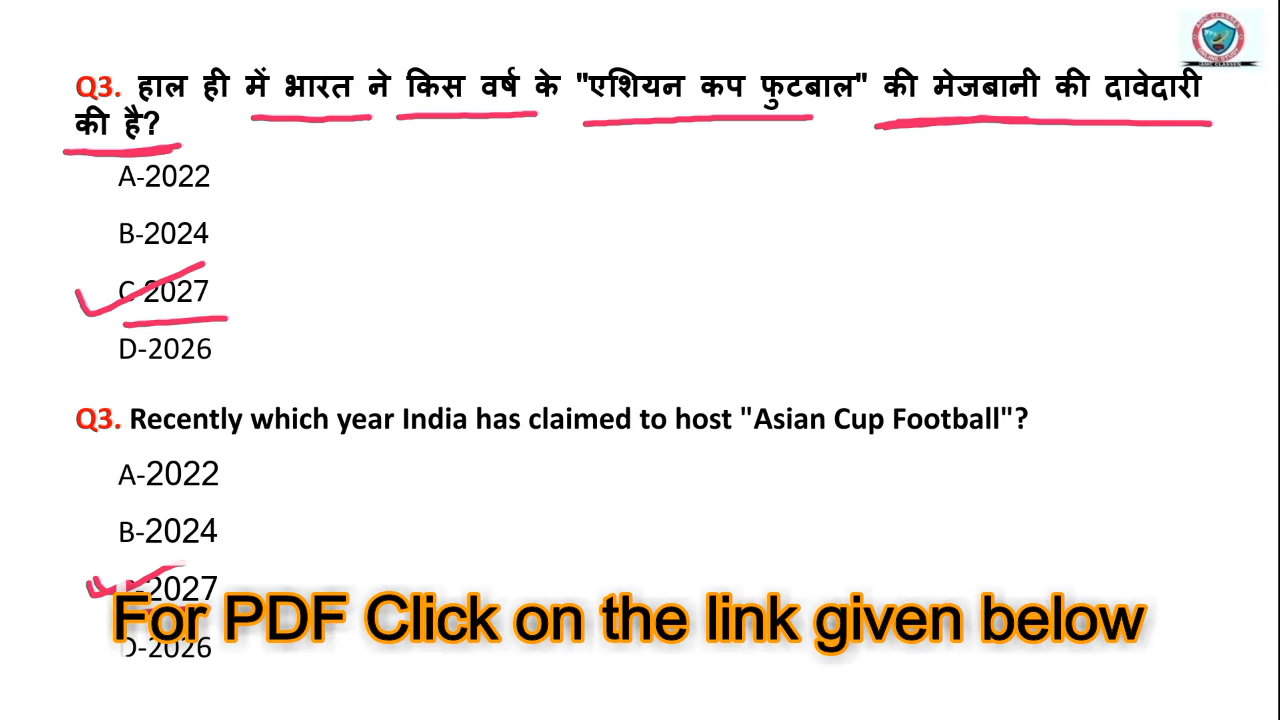 Q3. हाल ही में भारत ने किस वर्ष के "एशियन कप फुटबाल" की मेजबानी की दावेदारी
की है?
A-2022
B-2024
C-2027
D-2026
Q3. Recently which year India has claimed to host "Asian Cup Football"?
A-2022
B-2024
-2027
For PDF Click on the link given below
D-2026